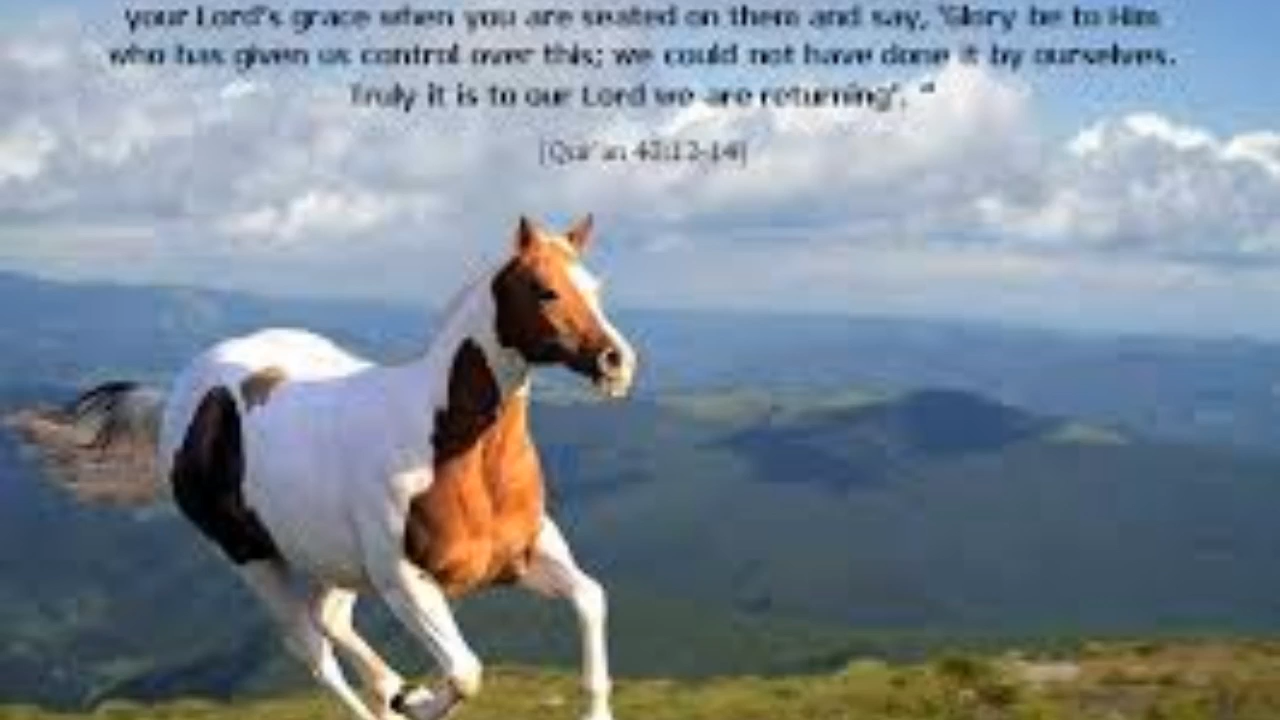 your Lord's grace when you are seated on them and say, 'Glory be to Him
who has given us control over this; we could not have done it by ourselves.
Truly it is to our Lord we are returning'. "
[Qur'an 43:13-14]